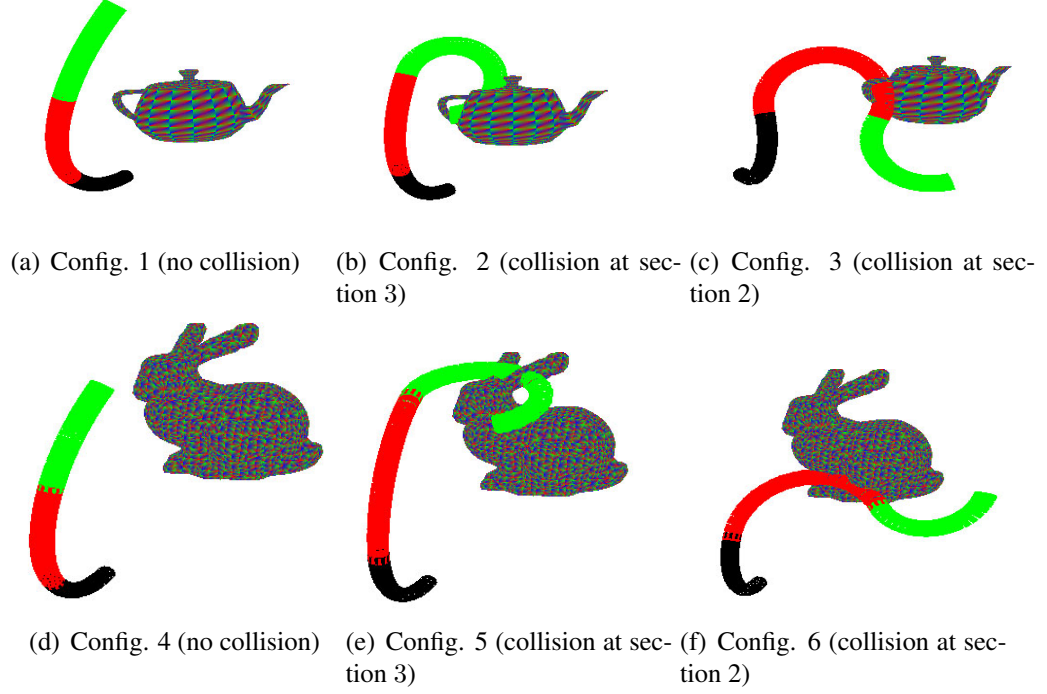 (a) Config. 1 (no collision)
(b) Config. 2 (collision at sec-
tion 3)
(c) Config. 3 (collision at sec-
tion 2)
(d) Config. 4 (no collision)
(e) Config. 5 (collision at sec-
tion 3)
(f) Config. 6 (collision at sec-
tion 2)